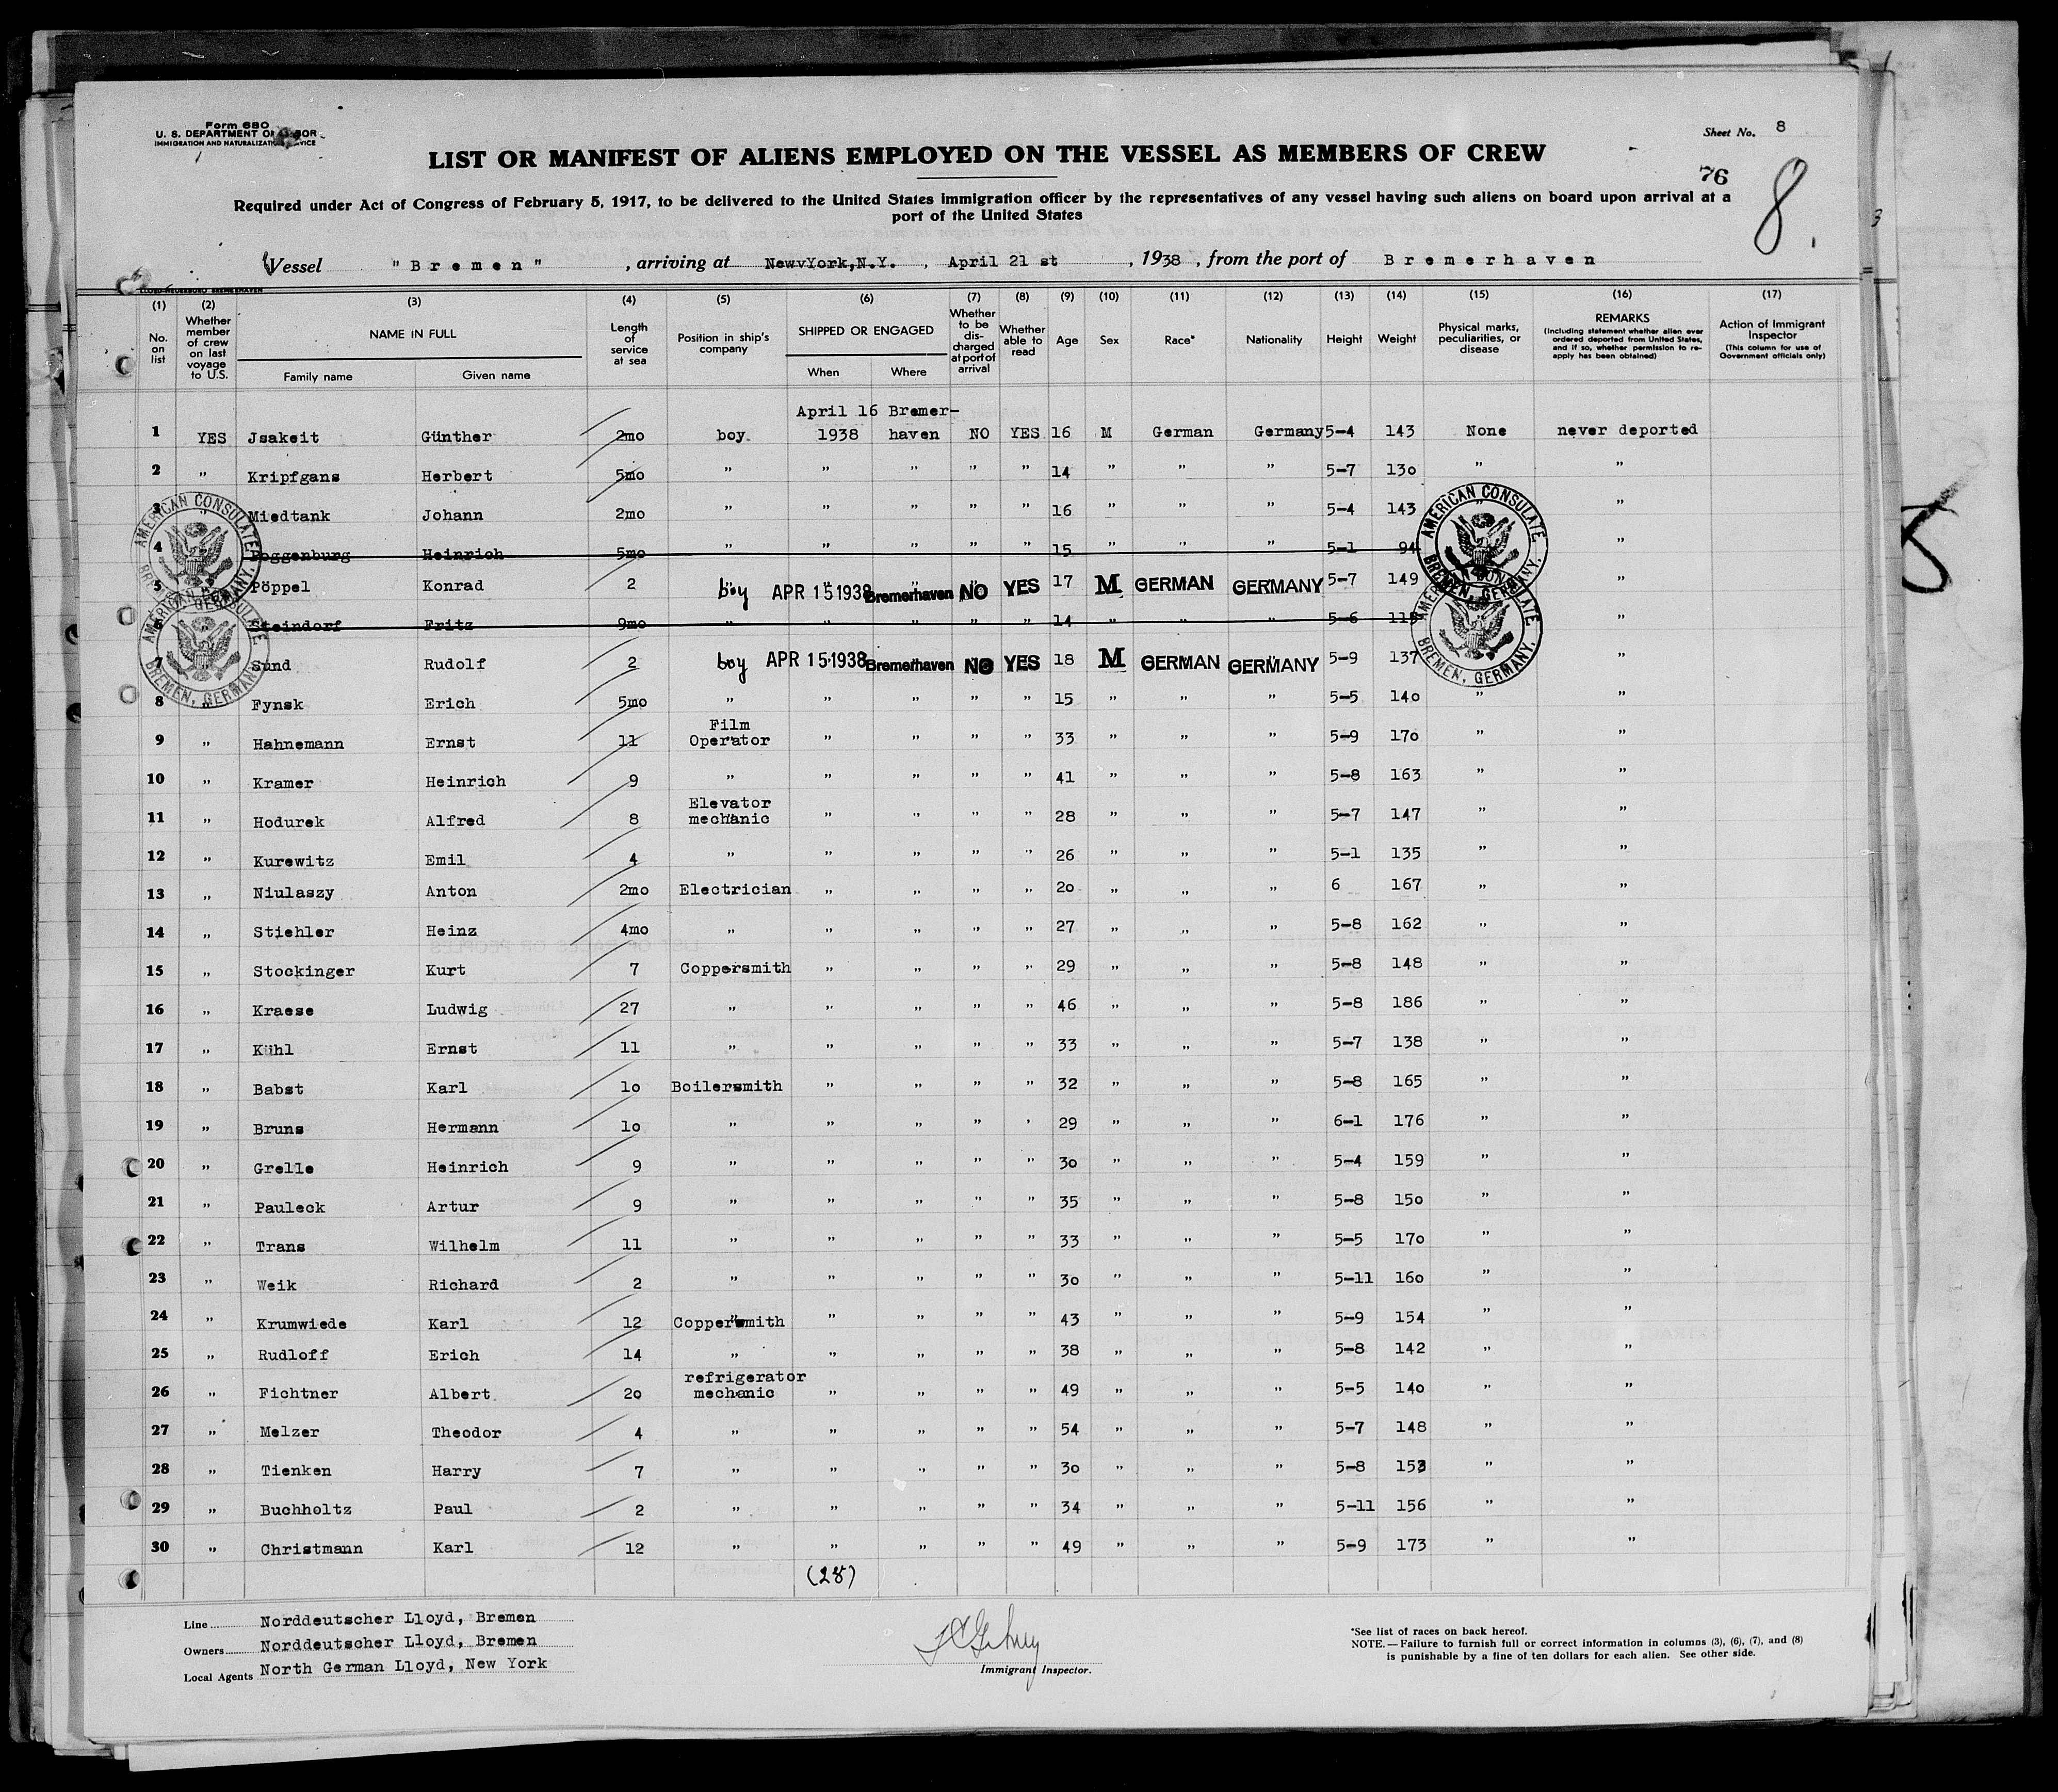 Form 680
U. S. DEPARTMENT OF LABOR
IMMIGRATION AND NATURALIZATION SERVICE
Sheet No. 8
LIST OR MANIFEST OF ALIENS EMPLOYED ON THE VESSEL AS MEMBERS OF CREW
76
8
Required under Act of Congress of February 5, 1917, to be delivered to the United States immigration officer by the representatives of any vessel having such aliens on board upon arrival at a
port of the United States
Vessel "Bremen", arriving at NewvYork,N.Y., April 21 st, 1938, from the port of Bremerhaven
(1) (2) (3) (4) (5) (6) (7) (8) (9) (10) (11) (12) (13) (14) (15) (16) (17)
No. on list
Whether member of crew on last voyage to U.S.
NAME IN FULL
Family name
Given name
Length of service at sea
Position in ship's company
SHIPPED OR ENGAGED
When
Where
Whether to be discharged at port of arrival
Whether able to read
Age
Sex
Race*
Nationality
Height
Weight
Physical marks, peculiarities, or disease
REMARKS
(Including statement whether alien ever ordered deported from United States, and if so, whether permission to re-apply has been obtained)
Action of Immigrant Inspector
(This column for use of Government officials only)
April 16 Bremer-
1 YES Jsakeit Günther 2mo boy 1938 haven NO YES 16 M German Germany 5-4 143 None never deported
2 " Kripfgans Herbert 5mo " " " " " 14 " " " 5-7 130 " "
3 " Miedtank Johann 2mo " " " " " 16 " " " 5-4 143 " "
4 Poggenburg Heinrich 5mo " " " " " 15 " " " 5-1 94 "
5 Pöppel Konrad 2 boy APR 15 1938 Bremerhaven NO YES 17 M GERMAN GERMANY 5-7 149 "
6 Steindorf Fritz 9mo " " " " " 14 " " " 5-6 115 "
7 " Sund Rudolf 2 boy APR 15 1938 Bremerhaven NO YES 18 M GERMAN GERMANY 5-9 137 "
8 " Fynsk Erich 5mo " " " " " 15 " " " 5-5 140 " "
Film
9 " Hahnemann Ernst 11 Operator " " " " 33 " " " 5-9 170 " "
10 " Kramer Heinrich 9 " " " " " 41 " " " 5-8 163 " "
Elevator
11 " Hodurek Alfred 8 mechanic " " " " 28 " " " 5-7 147 " "
12 " Kurewitz Emil 4 " " " " " 26 " " " 5-1 135 " "
13 " Niulaszy Anton 2mo Electrician " " " " 20 " " " 6 167 " "
14 " Stiehler Heinz 4mo " " " " " 27 " " " 5-8 162 " "
15 " Stockinger Kurt 7 Coppersmith " " " " 29 " " " 5-8 148 " "
16 " Kraese Ludwig 27 " " " " " 46 " " " 5-8 186 " "
17 " Kühl Ernst 11 " " " " " 33 " " " 5-7 138 " "
18 " Babst Karl 10 Boilersmith " " " " 32 " " " 5-8 165 " "
19 " Bruns Hermann 10 " " " " " 29 " " " 6-1 176 " "
20 " Grelle Heinrich 9 " " " " " 30 " " " 5-4 159 " "
21 " Pauleck Artur 9 " " " " " 35 " " " 5-8 150 " "
22 " Trans Wilhelm 11 " " " " " 33 " " " 5-5 170 " "
23 " Weik Richard 2 " " " " " 30 " " " 5-11 160 " "
24 " Krumwiede Karl 12 Coppersmith " " " " 43 " " " 5-9 154 " "
25 " Rudloff Erich 14 " " " " " 38 " " " 5-8 142 " "
refrigerator
26 " Fichtner Albert 20 mechanic " " " " 49 " " " 5-5 140 " "
27 " Melzer Theodor 4 " " " " " 54 " " " 5-7 148 " "
28 " Tienken Harry 7 " " " " " 30 " " " 5-8 153 " "
29 " Buchholtz Paul 2 " " " " " 34 " " " 5-11 156 " "
30 " Christmann Karl 12 " " " " " 49 " " " 5-9 173 " "
(28)
AMERICAN CONSULATE BREMEN, GERMANY.
AMERICAN CONSULATE BREMEN, GERMANY.
AMERICAN CONSULATE BREMEN, GERMANY.
AMERICAN CONSULATE BREMEN, GERMANY.
Line Norddeutscher Lloyd, Bremen
Owners Norddeutscher Lloyd, Bremen
Local Agents North German Lloyd, New York
Immigrant Inspector.
*See list of races on back hereof.
NOTE.—Failure to furnish full or correct information in columns (3), (6), (7), and (8)
is punishable by a fine of ten dollars for each alien. See other side.